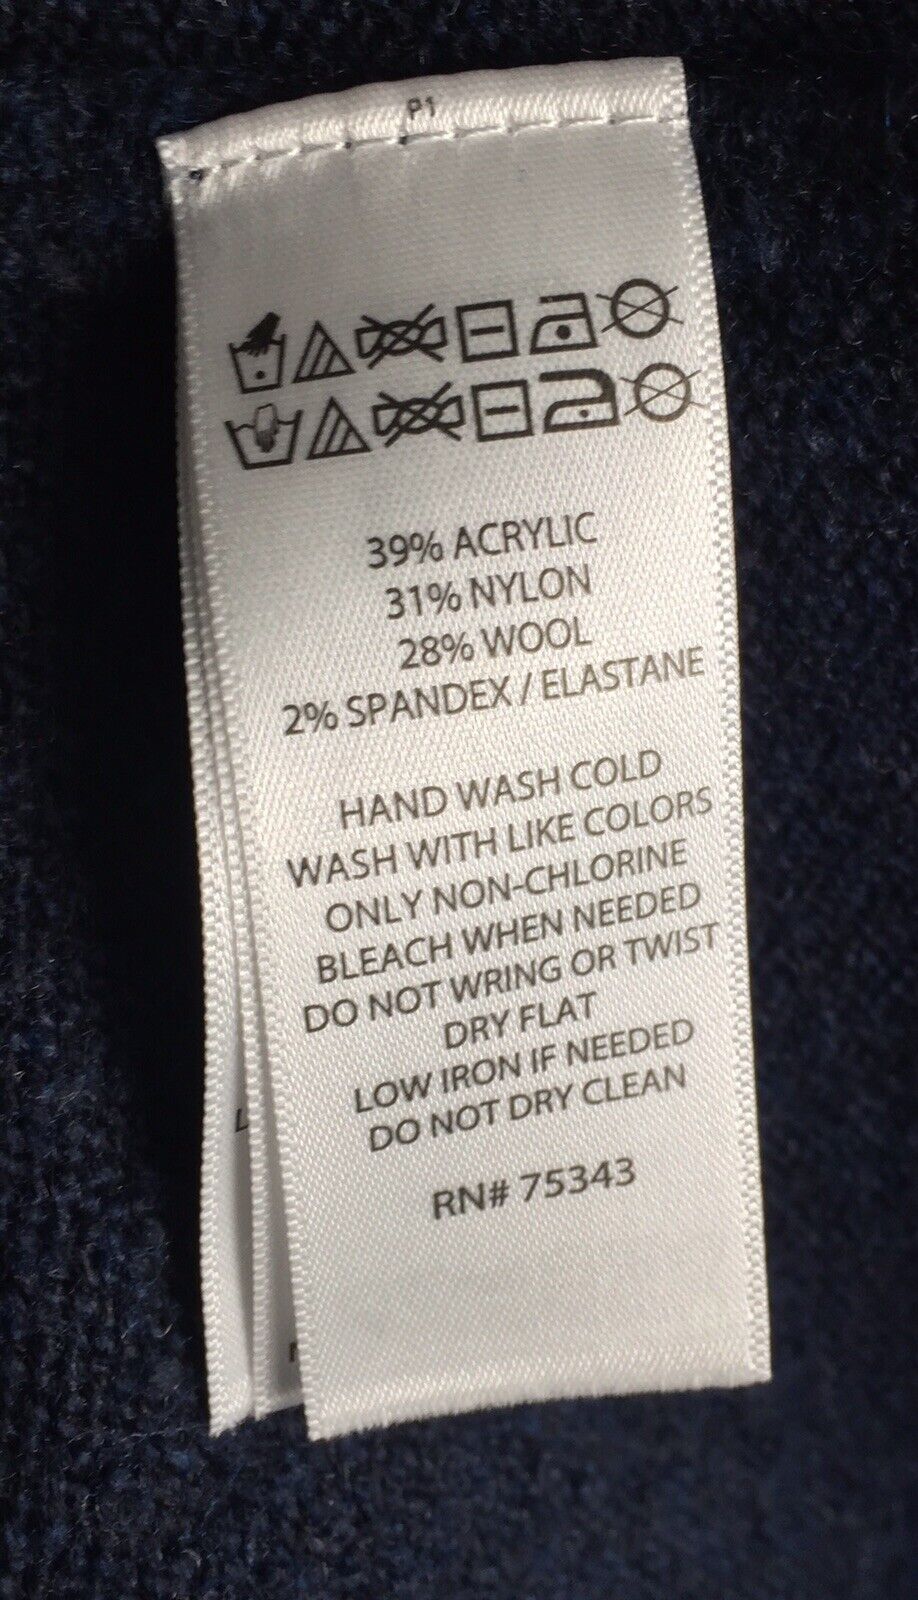 P1
39% ACRYLIC
31% NYLON
28% WOOL
2% SPANDEX / ELASTANE
HAND WASH COLD
WASH WITH LIKE COLORS
ONLY NON-CHLORINE
BLEACH WHEN NEEDED
DO NOT WRING OR TWIST
DRY FLAT
LOW IRON IF NEEDED
DO NOT DRY CLEAN
RN# 75343